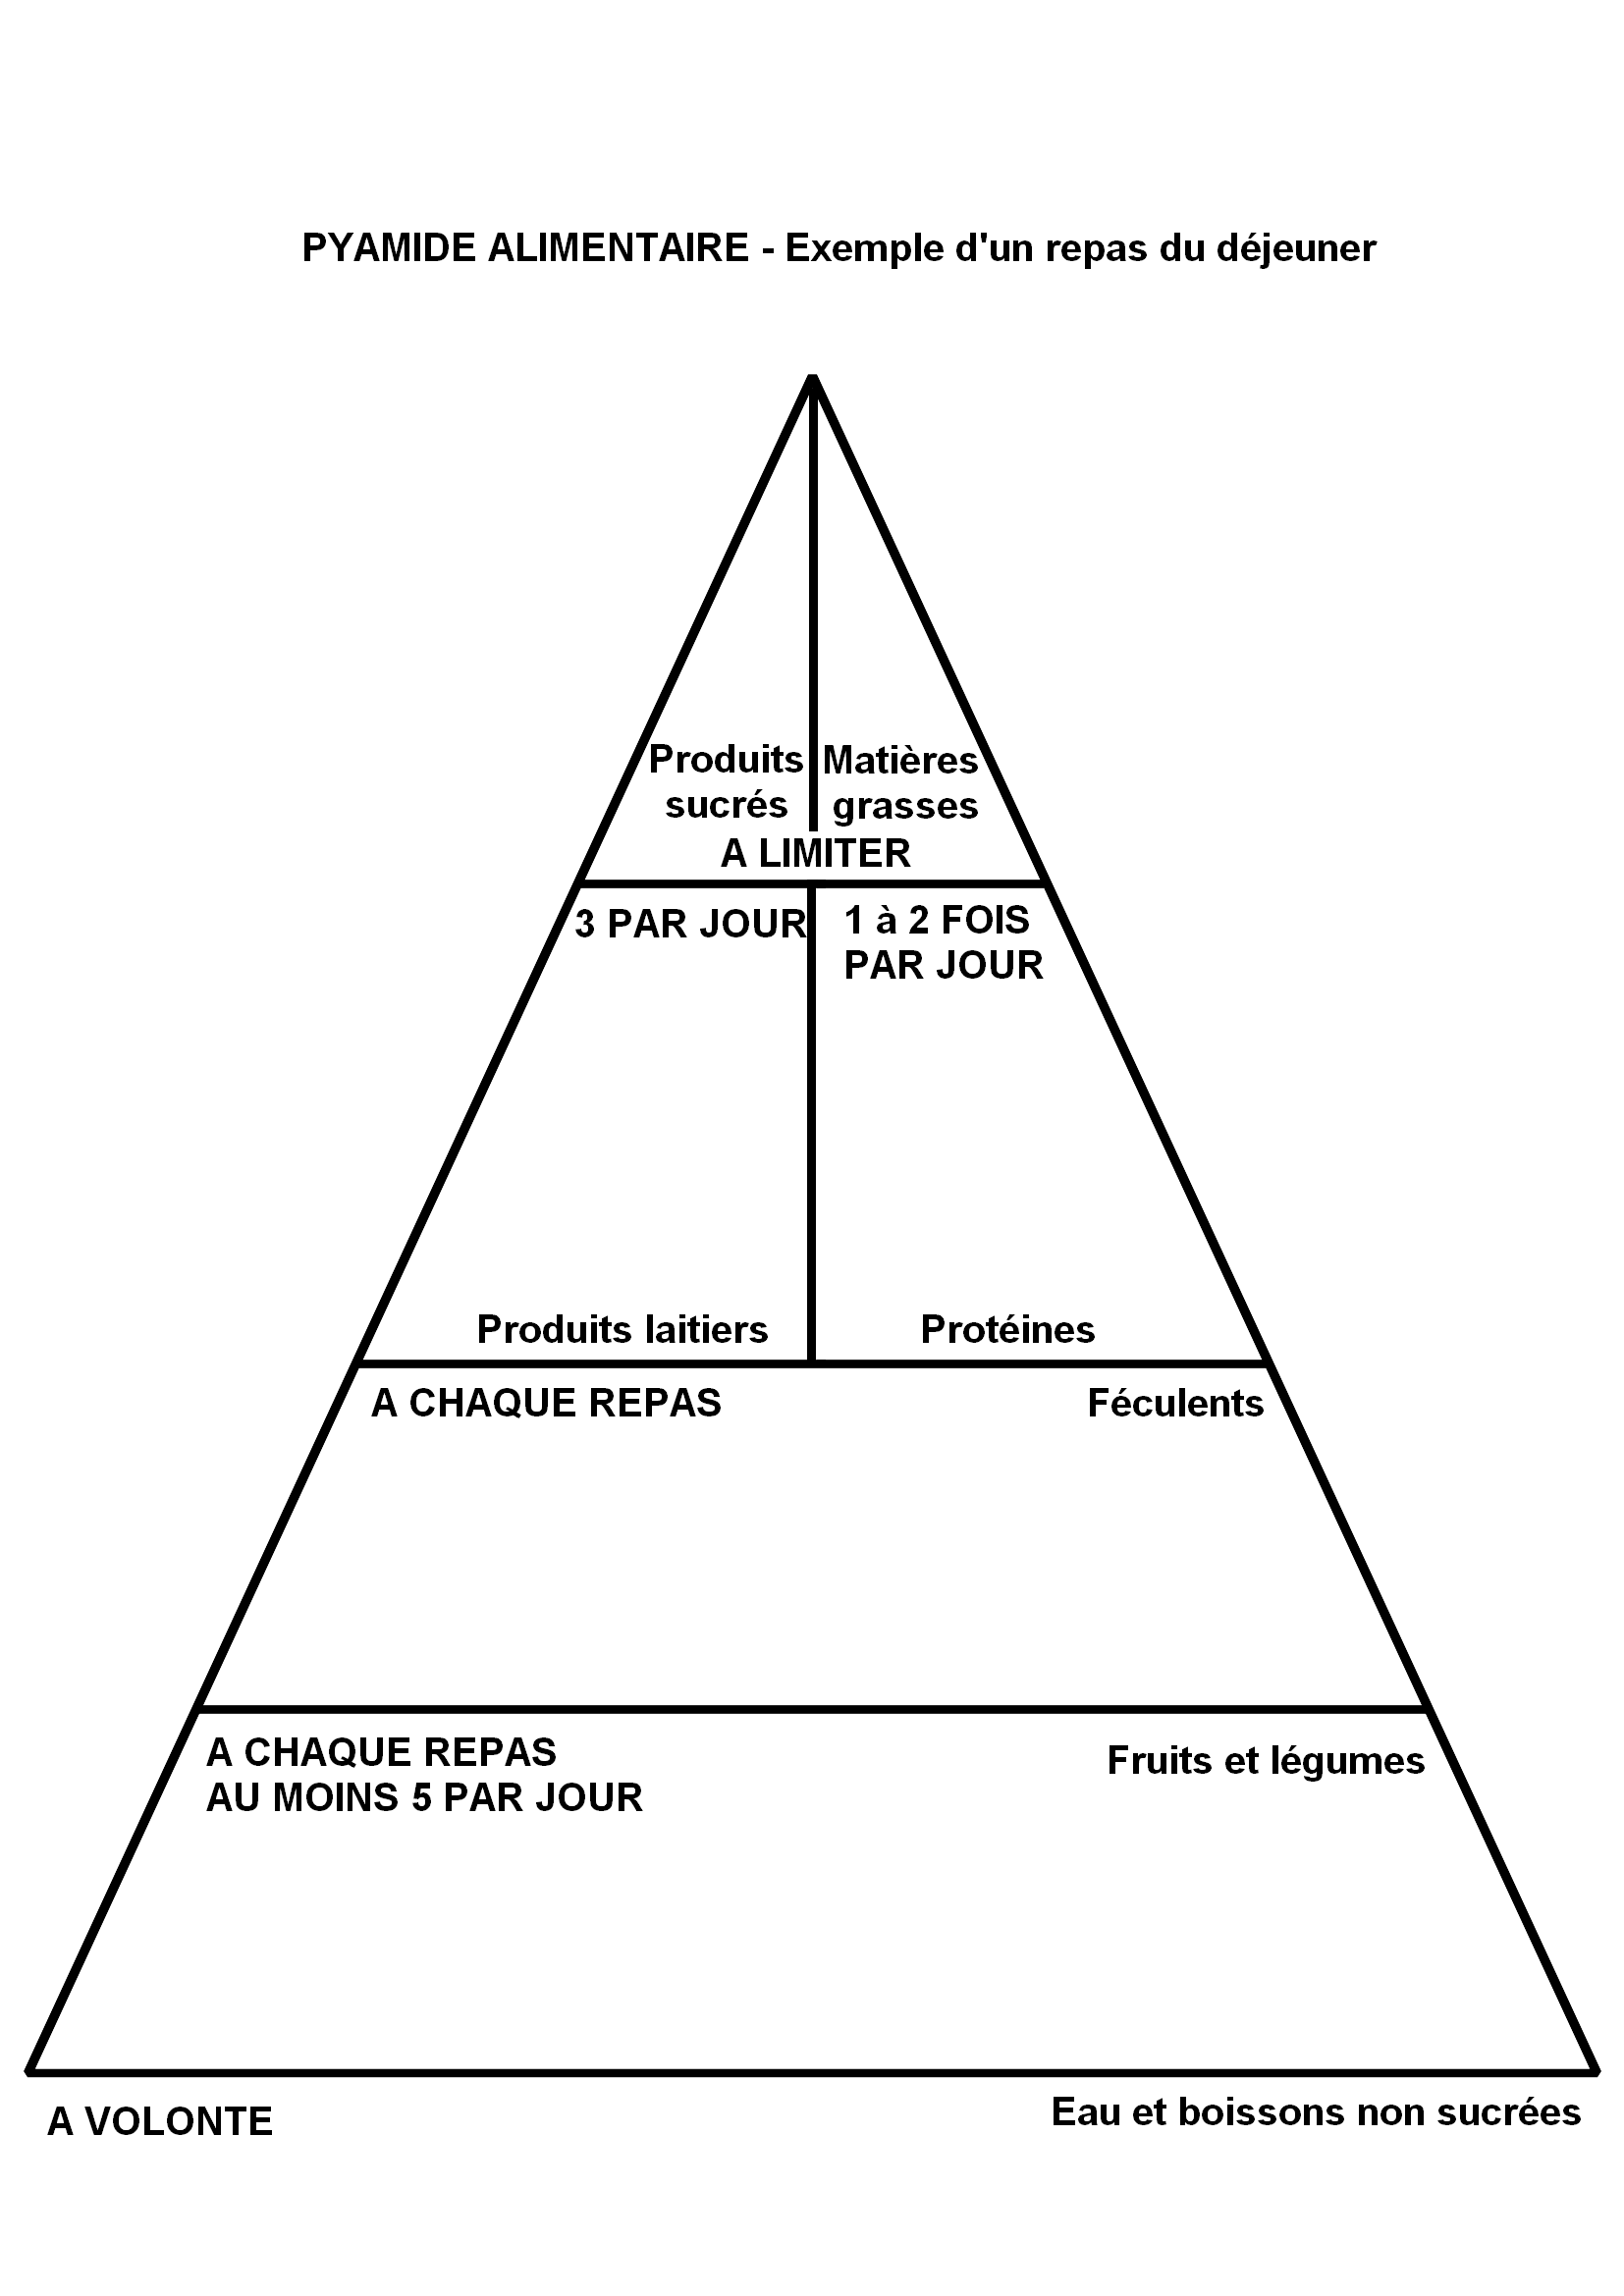 PYAMIDE ALIMENTAIRE - Exemple d'un repas du déjeuner
Produits
sucrés
Matières
grasses
A LIMITER
3 PAR JOUR
1 à 2 FOIS
PAR JOUR
Produits laitiers
Protéines
A CHAQUE REPAS
Féculents
A CHAQUE REPAS
AU MOINS 5 PAR JOUR
Fruits et légumes
A VOLONTE
Eau et boissons non sucrées